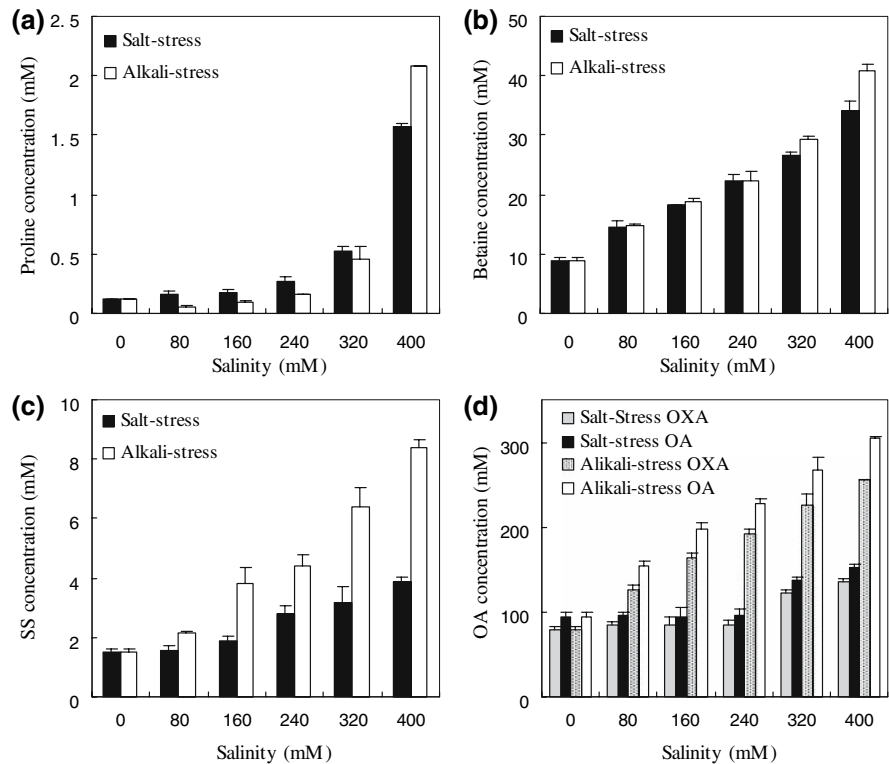 (a)
2. 5
2
1. 5
1
0. 5
0
Proline concentration (mM)
Salt-stress
Alkali-stress
0 80 160 240 320 400
Salinity (mM)
(b)
50
40
30
20
10
0
Betaine concentration (mM)
Salt-stress
Alkali-stress
0 80 160 240 320 400
Salinity (mM)
(c)
10
8
6
4
2
0
SS concentration (mM)
Salt-stress
Alkali-stress
0 80 160 240 320 400
Salinity (mM)
(d)
300
200
100
0
OA concentration (mM)
Salt-Stress OXA
Salt-stress OA
Alikali-stress OXA
Alikali-stress OA
0 80 160 240 320 400
Salinity (mM)